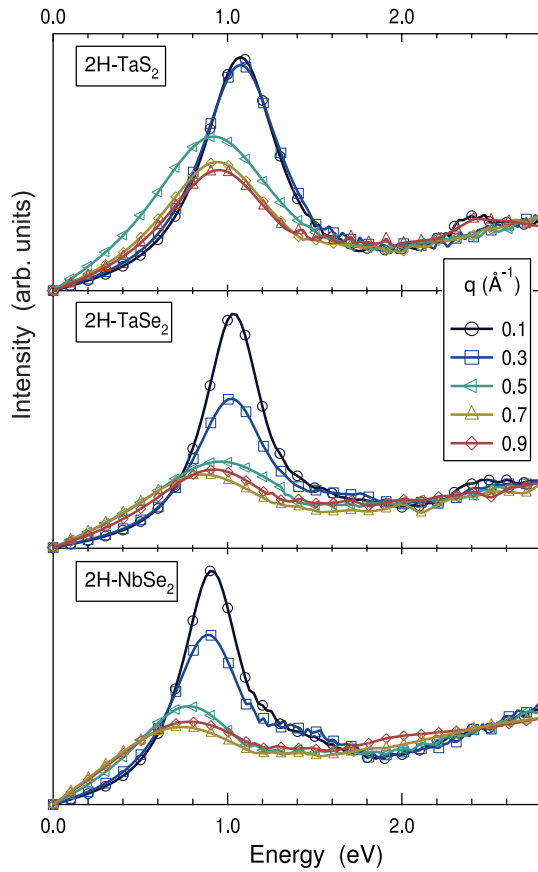 0.0 1.0 2.0
2H-TaS₂
Intensity (arb. units)
q (Å⁻¹)
0.1
0.3
0.5
0.7
0.9
2H-TaSe₂
2H-NbSe₂
0.0 1.0 2.0
Energy (eV)